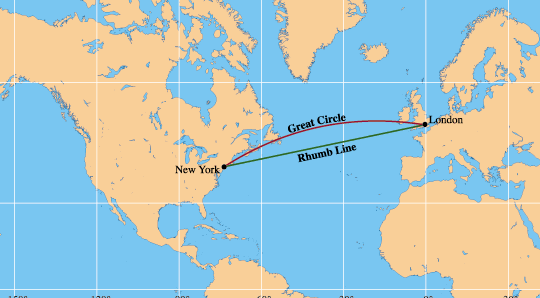 Great Circle
London
Rhumb Line
New York